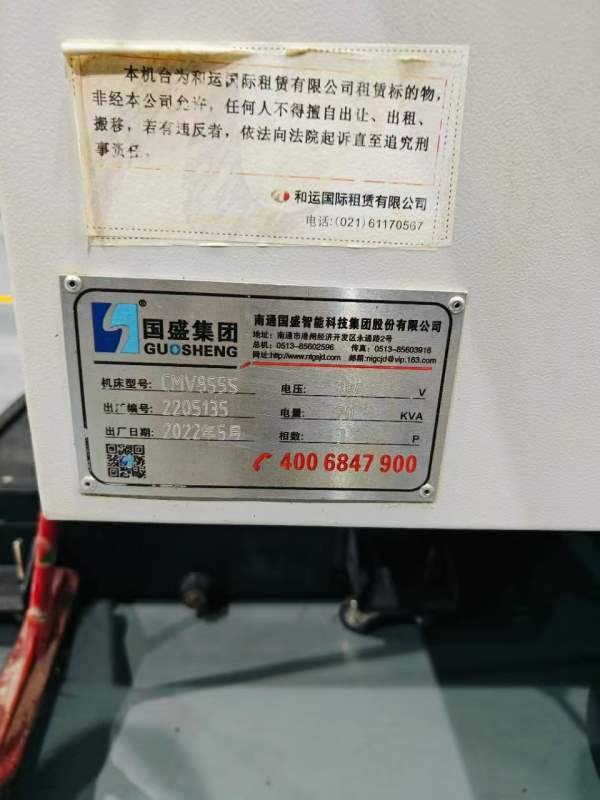 本机台为和运国际租赁有限公司租赁标的物,
非经本公司允许,任何人不得擅自出让、出租、
搬移,若有违反者,依法向法院起诉直至追究刑
事责任.
和运国际租赁有限公司
电话:(021)61170567
国盛集团®
GUOSHENG
南通国盛智能科技集团股份有限公司
地址:南通市港闸经济开发区永通路2号
总机:0513-85602596 传真:0513-85603916
网址:http://www.ntgsjd.com 邮箱:ntgcjd@vip.163.com
机床型号: 电压: V
出厂编号: 2205135 电量: KVA
出厂日期: 2022年5月 相数: P
400 6847 900